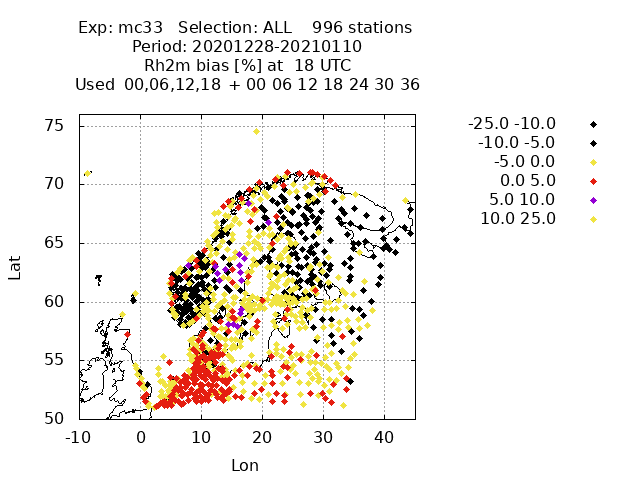 Exp: mc33   Selection: ALL    996 stations
Period: 20201228-20210110
Rh2m bias [%] at  18 UTC
Used  00,06,12,18  + 00 06 12 18 24 30 36
-25.0 -10.0
-10.0 -5.0
-5.0 0.0
0.0 5.0
5.0 10.0
10.0 25.0
75
70
65
60
55
50
Lat
-10 0 10 20 30 40
Lon